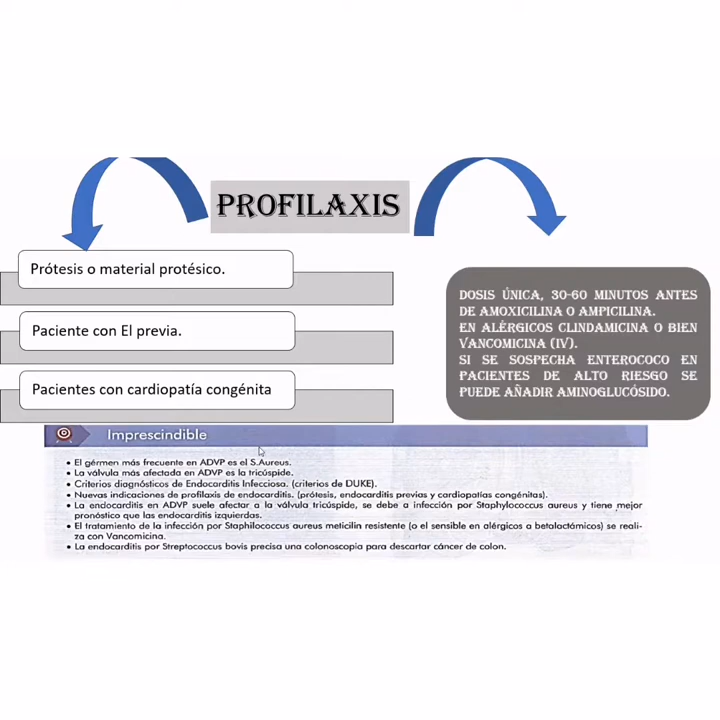 PROFILAXIS
Prótesis o material protésico.
Paciente con EI previa.
Pacientes con cardiopatía congénita
DOSIS ÚNICA, 30-60 MINUTOS ANTES
DE AMOXICILINA O AMPICILINA.
EN ALÉRGICOS CLINDAMICINA O BIEN
VANCOMICINA (IV).
SI SE SOSPECHA ENTEROCOCO EN
PACIENTES DE ALTO RIESGO SE
PUEDE AÑADIR AMINOGLUCÓSIDO.
Imprescindible
• El gérmen más frecuente en ADVP es el S.Aureus.
• La válvula más afectada en ADVP es la tricúspide.
• Criterios diagnósticos de Endocarditis Infecciosa. (criterios de DUKE).
• Nuevas indicaciones de profilaxis de endocarditis. (prótesis, endocarditis previas y cardiopatías congénitas).
• La endocarditis en ADVP suele afectar a la válvula tricúspide, se debe a infección por Staphylococcus aureus y tiene mejor
pronóstico que las endocarditis izquierdas.
• El tratamiento de la infección por Staphilococcus aureus meticilin resistente (o el sensible en alérgicos a betalactámicos) se reali-
za con Vancomicina.
• La endocarditis por Streptococcus bovis precisa una colonoscopia para descartar cáncer de colon.